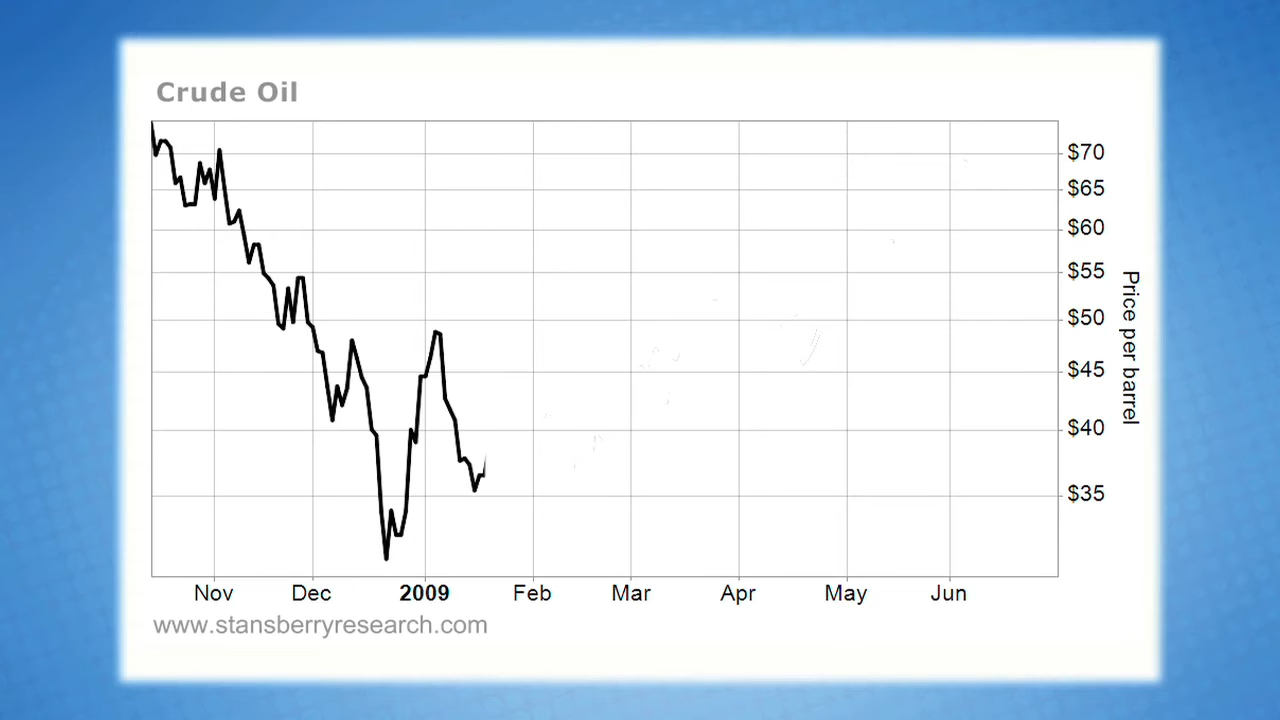 Crude Oil
$70
$65
$60
$55
$50
$45
$40
$35
Price per barrel
Nov Dec 2009 Feb Mar Apr May Jun
www.stansberryresearch.com